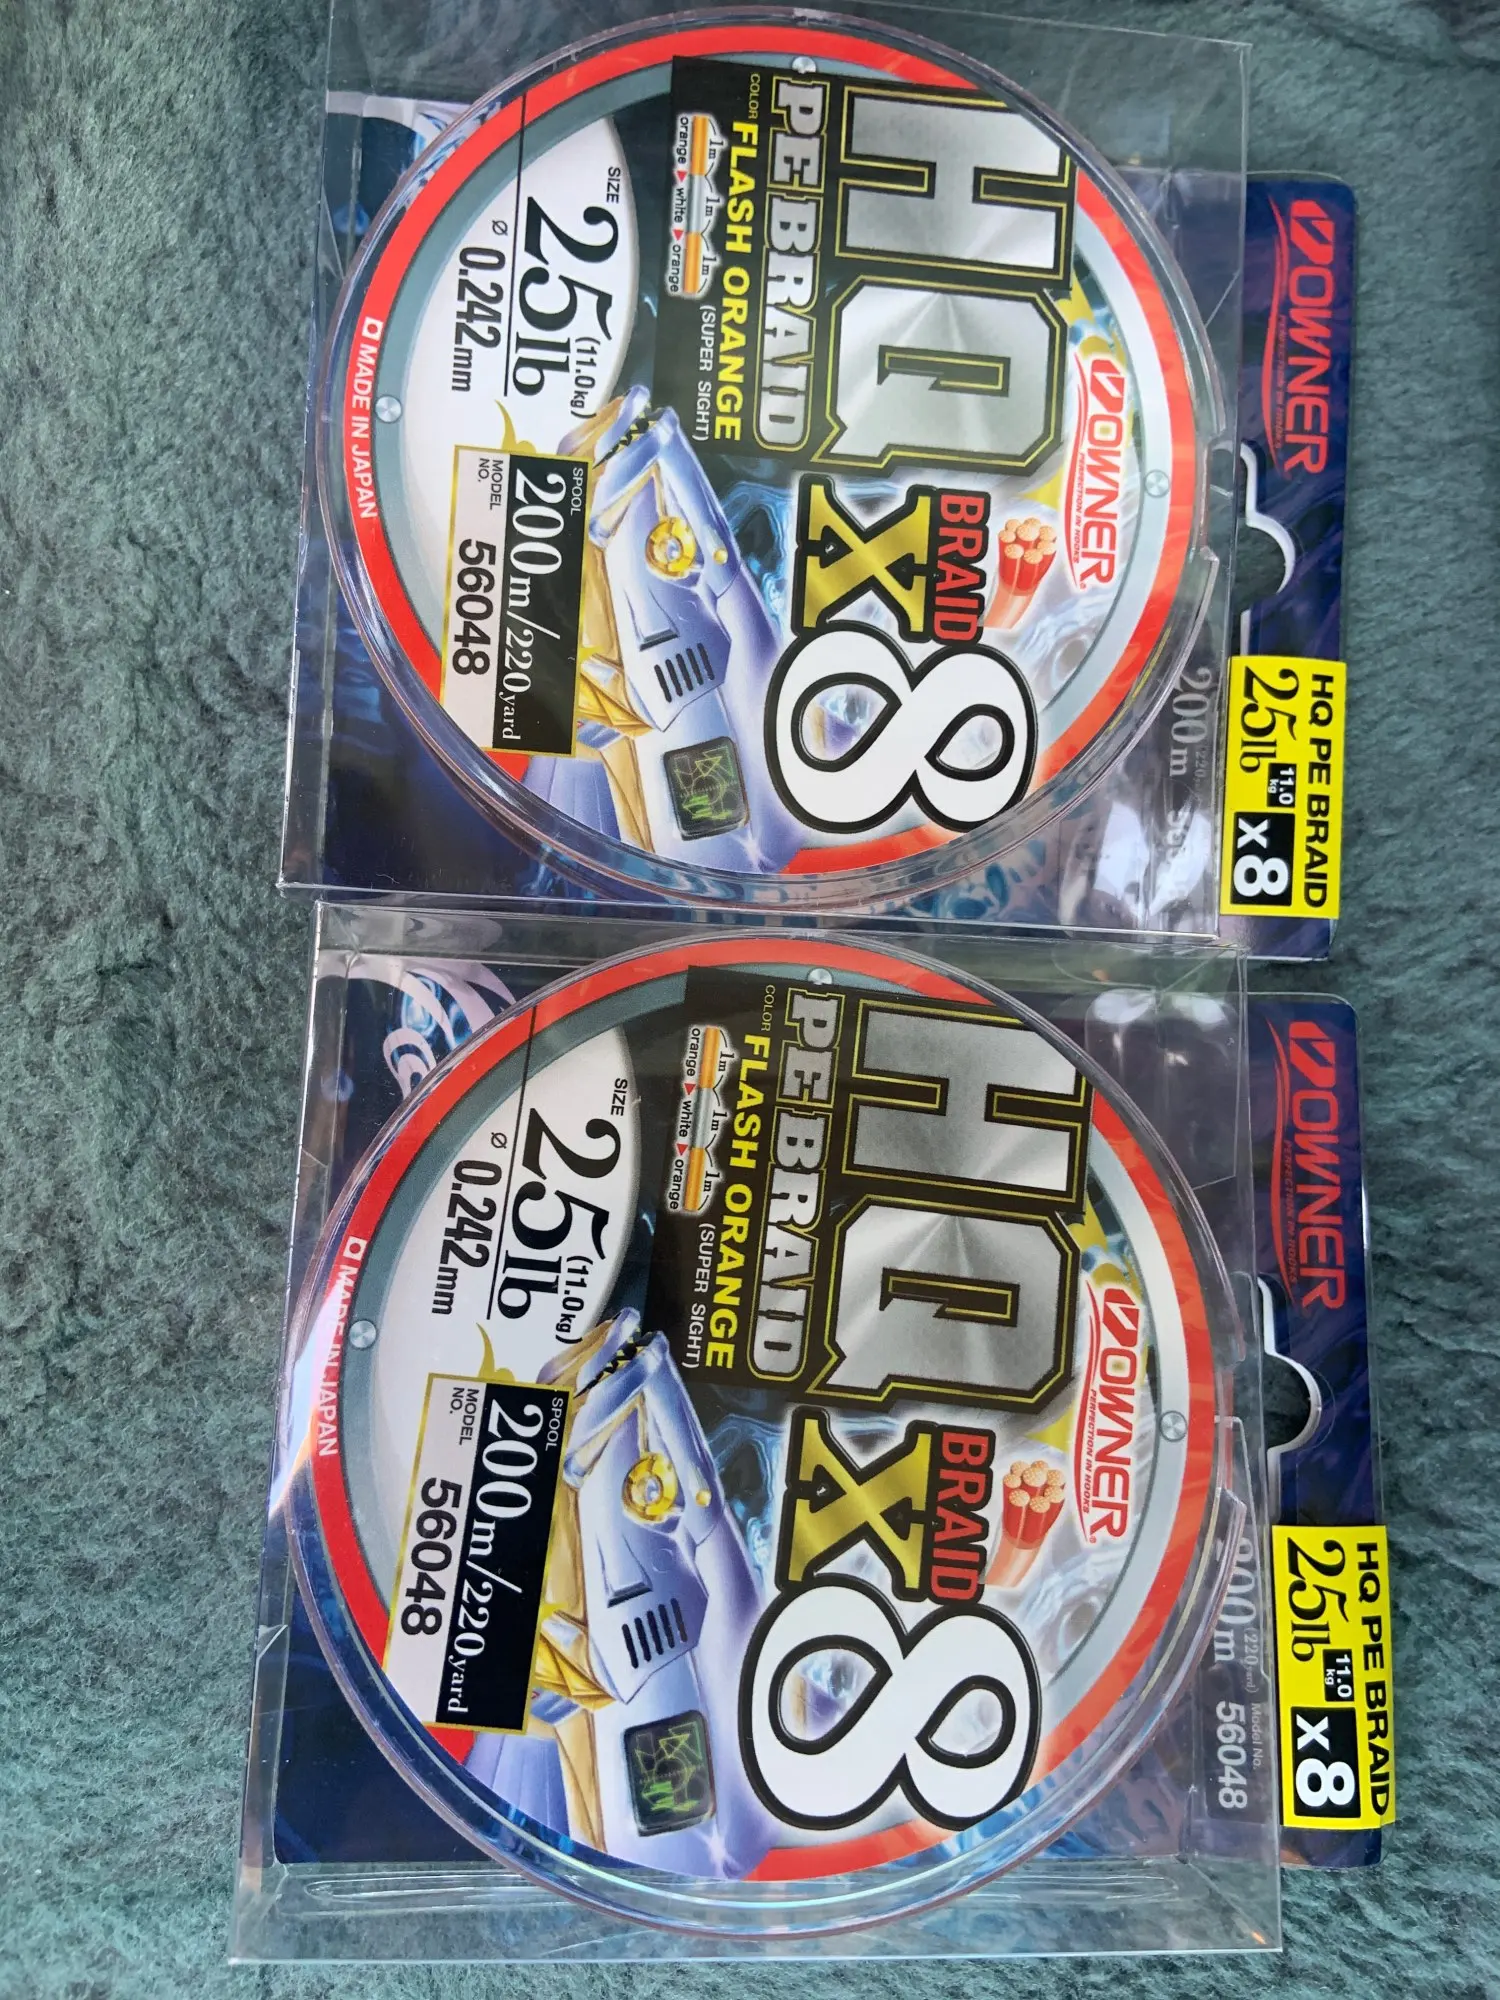 OWNER
PERFECTION IN HOOKS
HQ PE BRAID
25lb
11.0
kg
x8
200m
OWNER
PERFECTION IN HOOKS
HQ
BRAID
X8
PE BRAID
COLOR FLASH ORANGE
(SUPER SIGHT)
1m 1m 1m
orange white orange
SIZE
25lb (11.0kg)
Ø 0.242mm
SPOOL
200m/220yard
MODEL
NO. 56048
MADE IN JAPAN
OWNER
PERFECTION IN HOOKS
HQ PE BRAID
25lb
11.0
kg
x8
200m (220yard)
Model No.
56048
OWNER
PERFECTION IN HOOKS
HQ
BRAID
X8
PE BRAID
COLOR FLASH ORANGE
(SUPER SIGHT)
1m 1m 1m
orange white orange
SIZE
25lb (11.0kg)
Ø 0.242mm
SPOOL
200m/220yard
MODEL
NO. 56048
MADE IN JAPAN